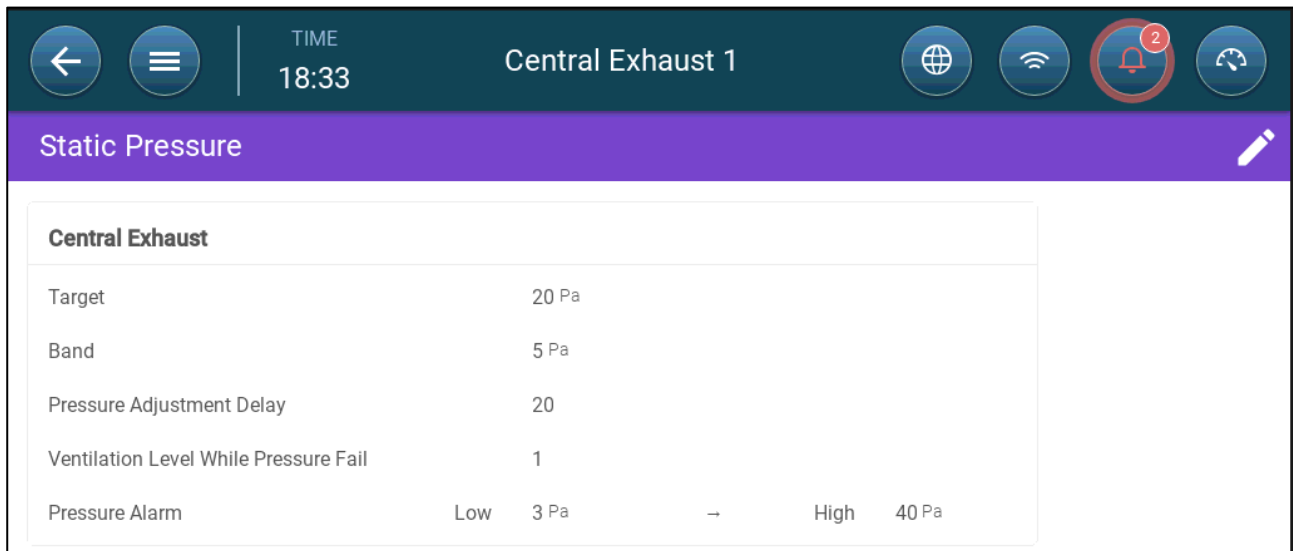 TIME
18:33
Central Exhaust 1
2
Static Pressure
Central Exhaust
Target 20 Pa
Band 5 Pa
Pressure Adjustment Delay 20
Ventilation Level While Pressure Fail 1
Pressure Alarm Low 3 Pa → High 40 Pa